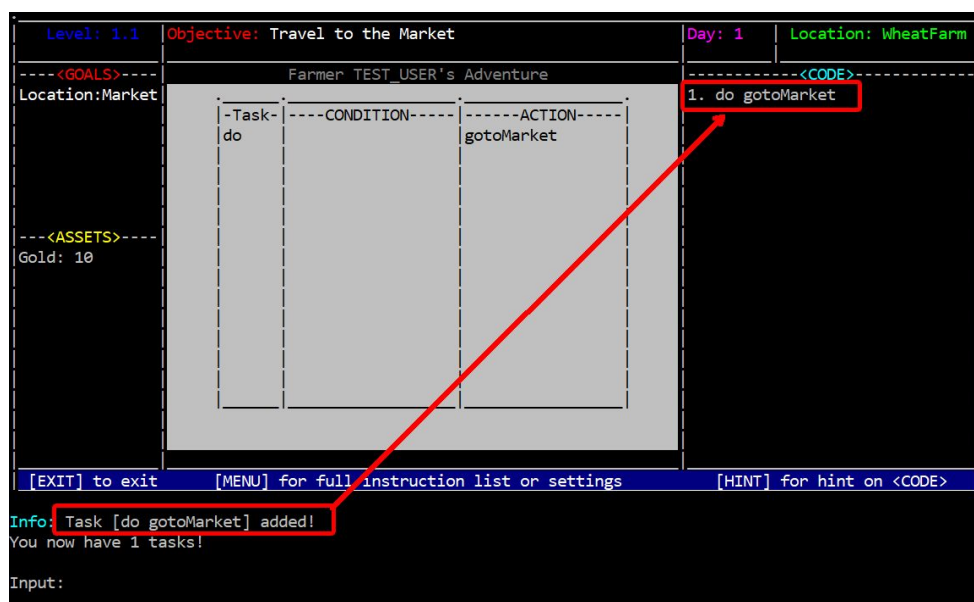 Level: 1.1 Objective: Travel to the Market Day: 1 Location: WheatFarm
----<GOALS>---- Farmer TEST_USER's Adventure -----------<CODE>-----------
Location:Market 1. do gotoMarket
-Task- ----CONDITION----- ------ACTION-----
do gotoMarket
---<ASSETS>----
Gold: 10
[EXIT] to exit [MENU] for full instruction list or settings [HINT] for hint on <CODE>
Info: Task [do gotoMarket] added!
You now have 1 tasks!
Input: